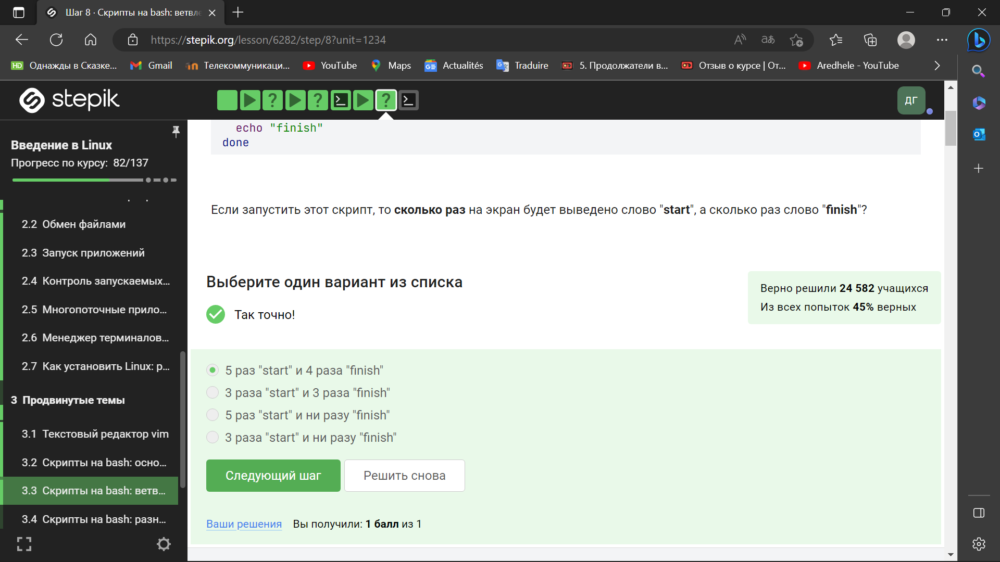 Шаг 8 · Скрипты на bash: ветвле
https://stepik.org/lesson/6282/step/8?unit=1234
Однажды в Сказке...
Gmail
Телекоммуникаци...
YouTube
Maps
Actualités
Traduire
5. Продолжатели в...
Отзыв о курсе | От...
Aredhele - YouTube
stepik
ДГ
Введение в Linux
Прогресс по курсу: 82/137
2.2 Обмен файлами
2.3 Запуск приложений
2.4 Контроль запускаемых...
2.5 Многопоточные прило...
2.6 Менеджер терминалов...
2.7 Как установить Linux: р...
3 Продвинутые темы
3.1 Текстовый редактор vim
3.2 Скрипты на bash: осно...
3.3 Скрипты на bash: ветв...
3.4 Скрипты на bash: разн...
echo "finish"
done
Если запустить этот скрипт, то сколько раз на экран будет выведено слово "start", а сколько раз слово "finish"?
Выберите один вариант из списка
Так точно!
Верно решили 24 582 учащихся
Из всех попыток 45% верных
5 раз "start" и 4 раза "finish"
3 раза "start" и 3 раза "finish"
5 раз "start" и ни разу "finish"
3 раза "start" и ни разу "finish"
Следующий шаг
Решить снова
Ваши решения Вы получили: 1 балл из 1